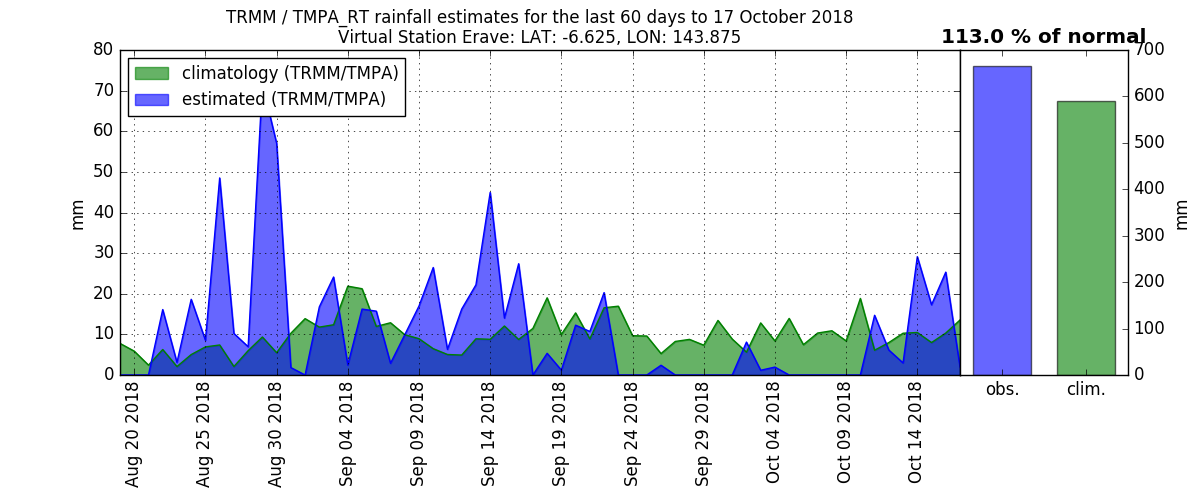 TRMM / TMPA_RT rainfall estimates for the last 60 days to 17 October 2018
Virtual Station Erave: LAT: -6.625, LON: 143.875
113.0 % of normal
climatology (TRMM/TMPA)
estimated (TRMM/TMPA)
mm
80
70
60
50
40
30
20
10
0
Aug 20 2018
Aug 25 2018
Aug 30 2018
Sep 04 2018
Sep 09 2018
Sep 14 2018
Sep 19 2018
Sep 24 2018
Sep 29 2018
Oct 04 2018
Oct 09 2018
Oct 14 2018
obs.
clim.
700
600
500
400
300
200
100
0
mm